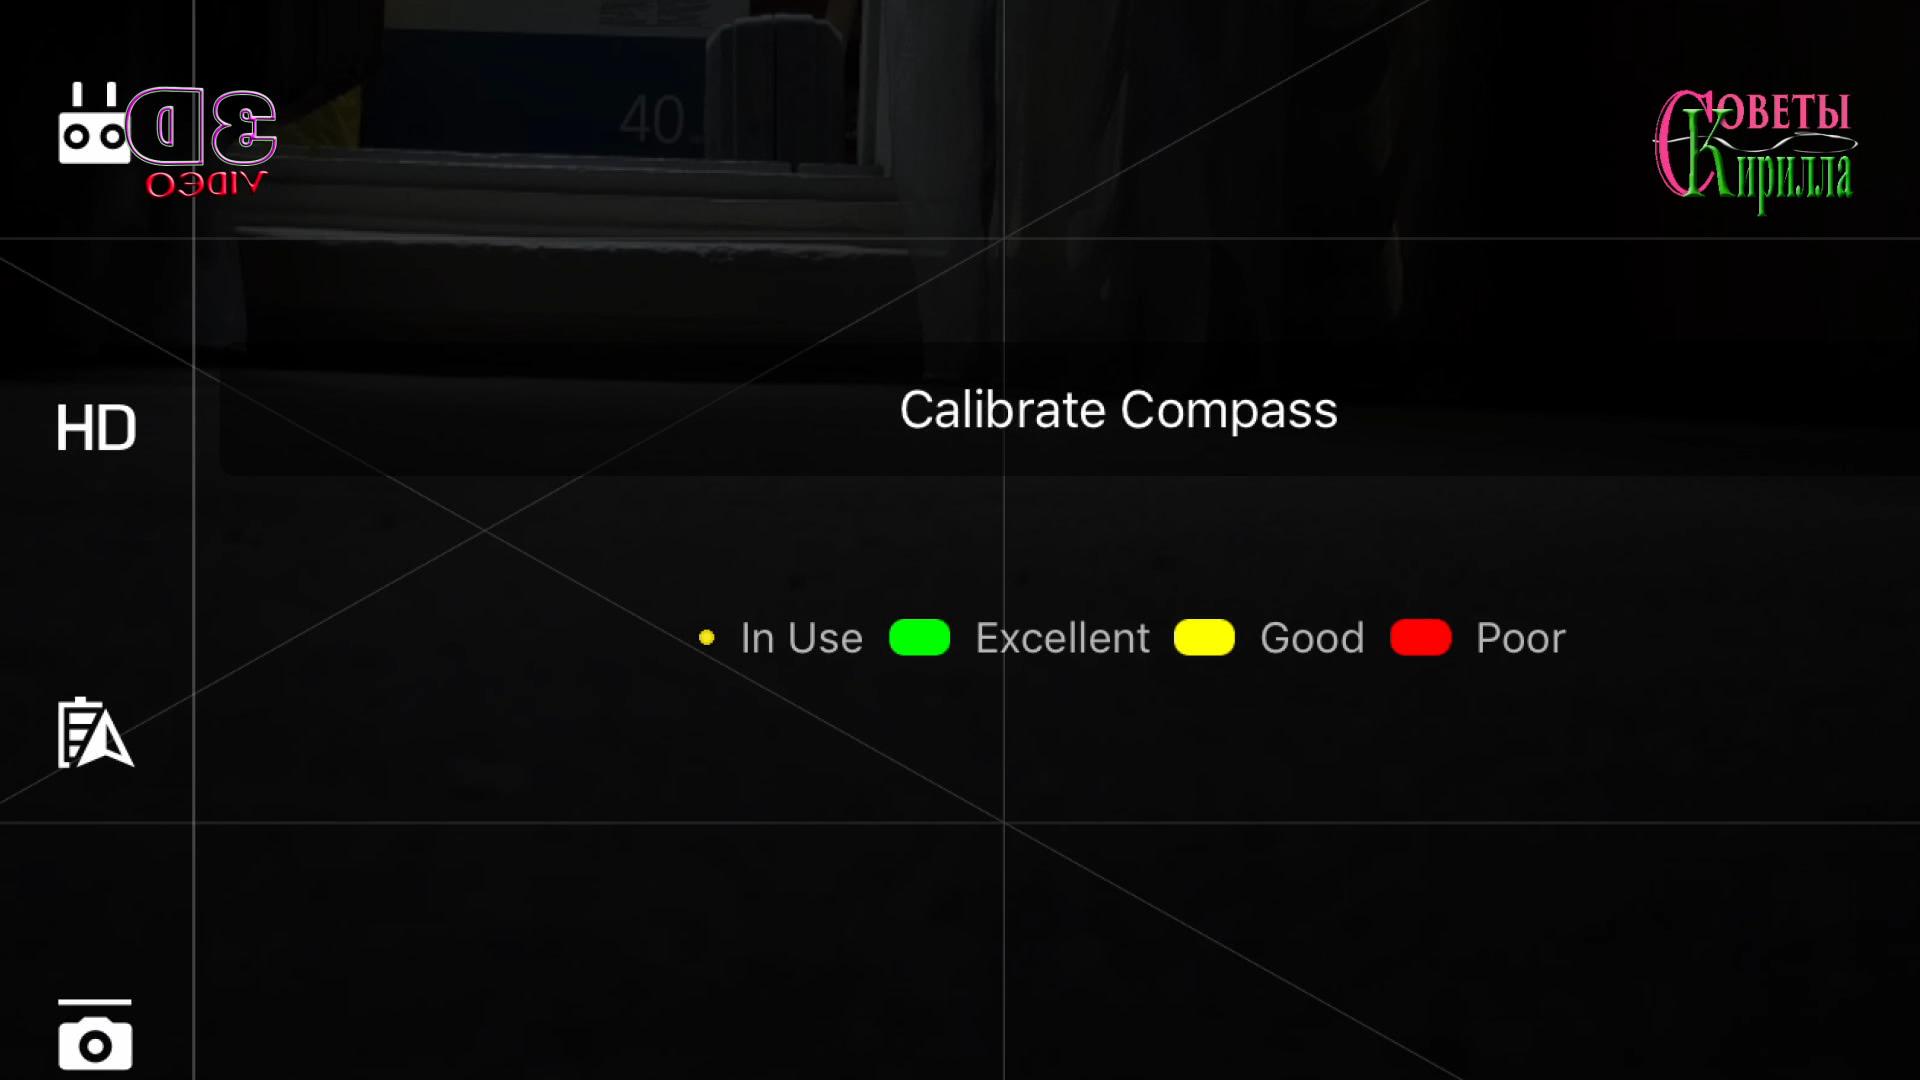 3D
VIDEO
Советы
Кирилла
40
HD
Calibrate Compass
In Use Excellent Good Poor